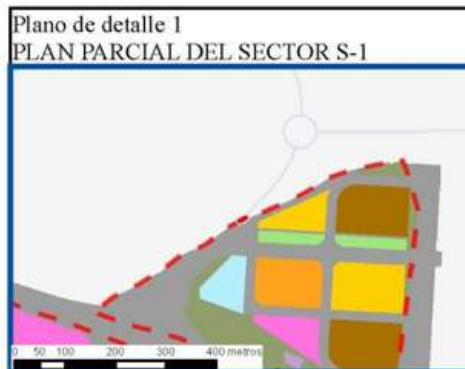 Plano de detalle 1
PLAN PARCIAL DEL SECTOR S-1
0 50 100 200 300 400 metros